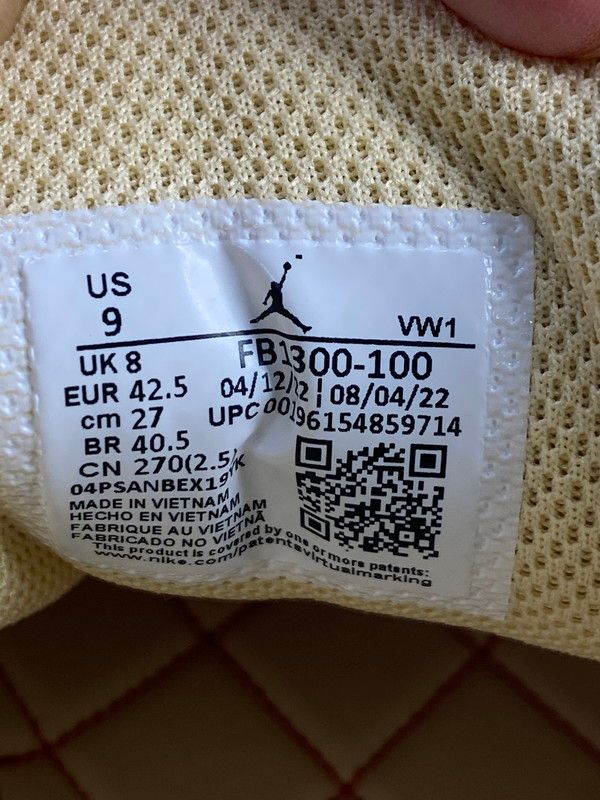 US
9
VW1
UK 8
FB1300-100
EUR 42.5
04/12/22 | 08/04/22
cm 27
UPC 00196154859714
BR 40.5
CN 270(2.5)
MADE IN VIETNAM
HECHO EN VIETNAM
FABRIQUE AU VIETNAM
FABRICADO NO VIETNÃ
This product is covered by one or more patents:
www.nike.com/patentsvirtualmarking